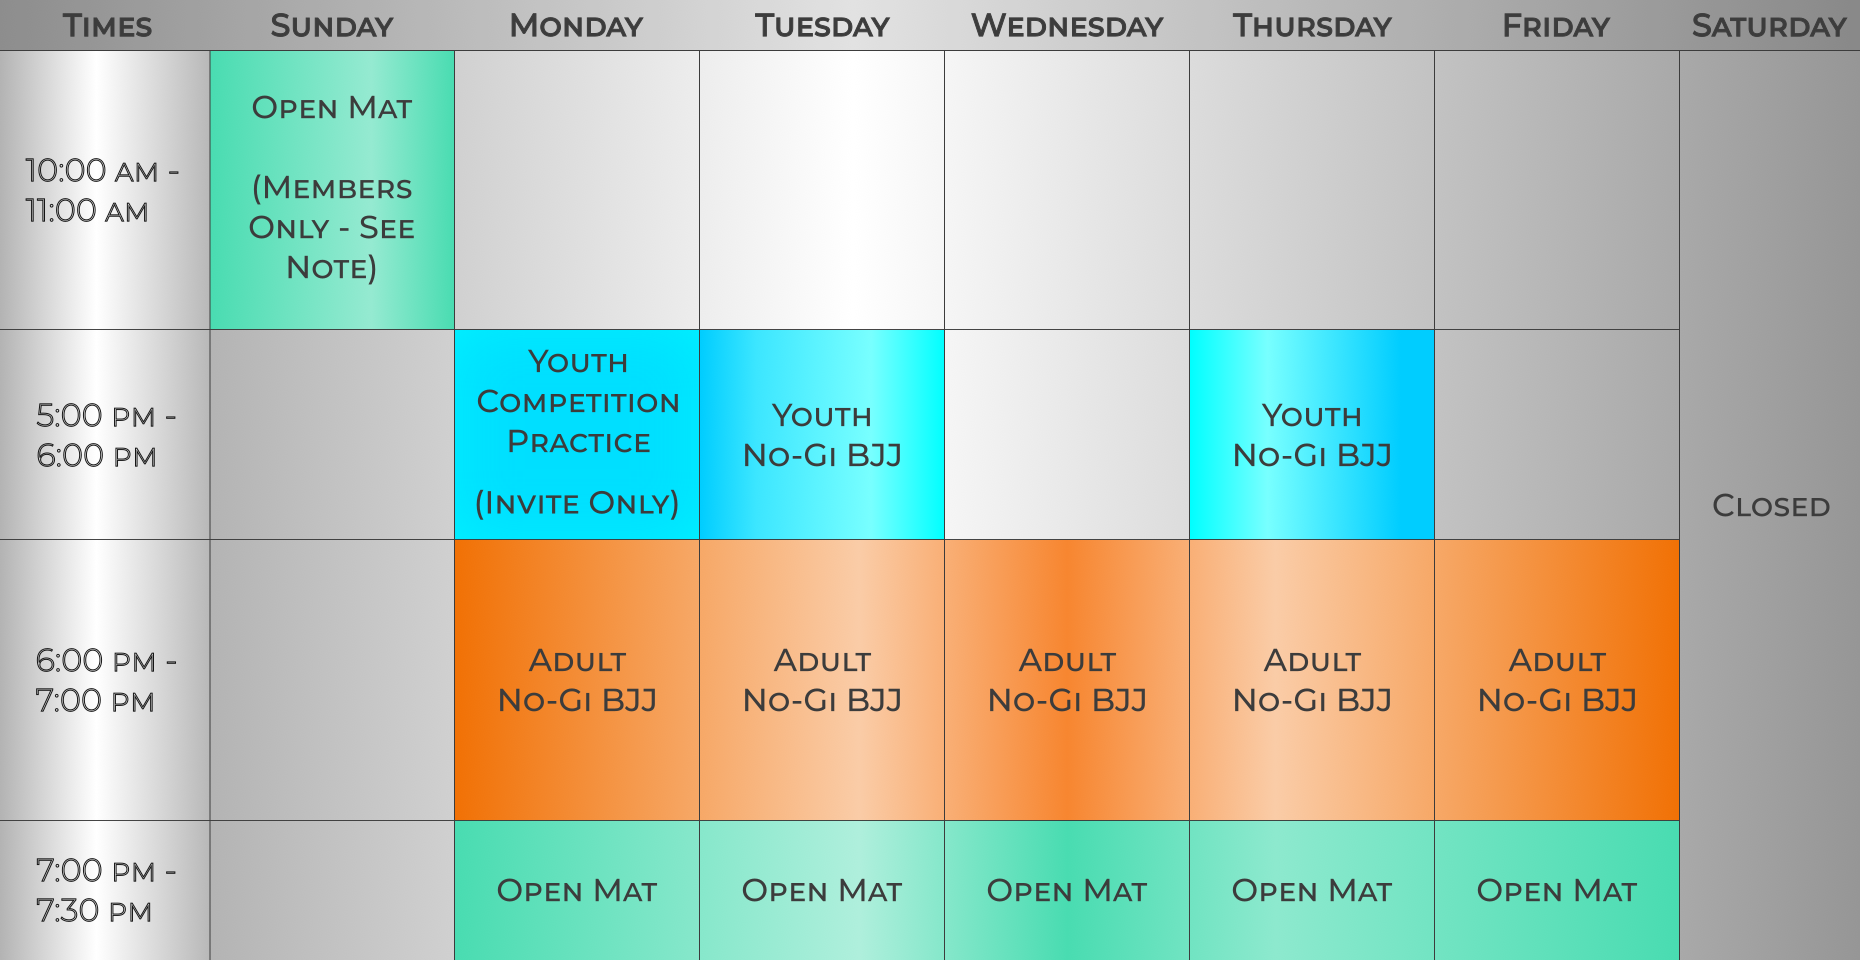 Times Sunday Monday Tuesday Wednesday Thursday Friday Saturday
10:00 am -
11:00 am
Open Mat
(Members
Only - See
Note)
5:00 pm -
6:00 pm
Youth
Competition
Practice
(Invite Only)
Youth
No-Gi BJJ
Youth
No-Gi BJJ
Closed
6:00 pm -
7:00 pm
Adult
No-Gi BJJ
Adult
No-Gi BJJ
Adult
No-Gi BJJ
Adult
No-Gi BJJ
Adult
No-Gi BJJ
7:00 pm -
7:30 pm
Open Mat
Open Mat
Open Mat
Open Mat
Open Mat